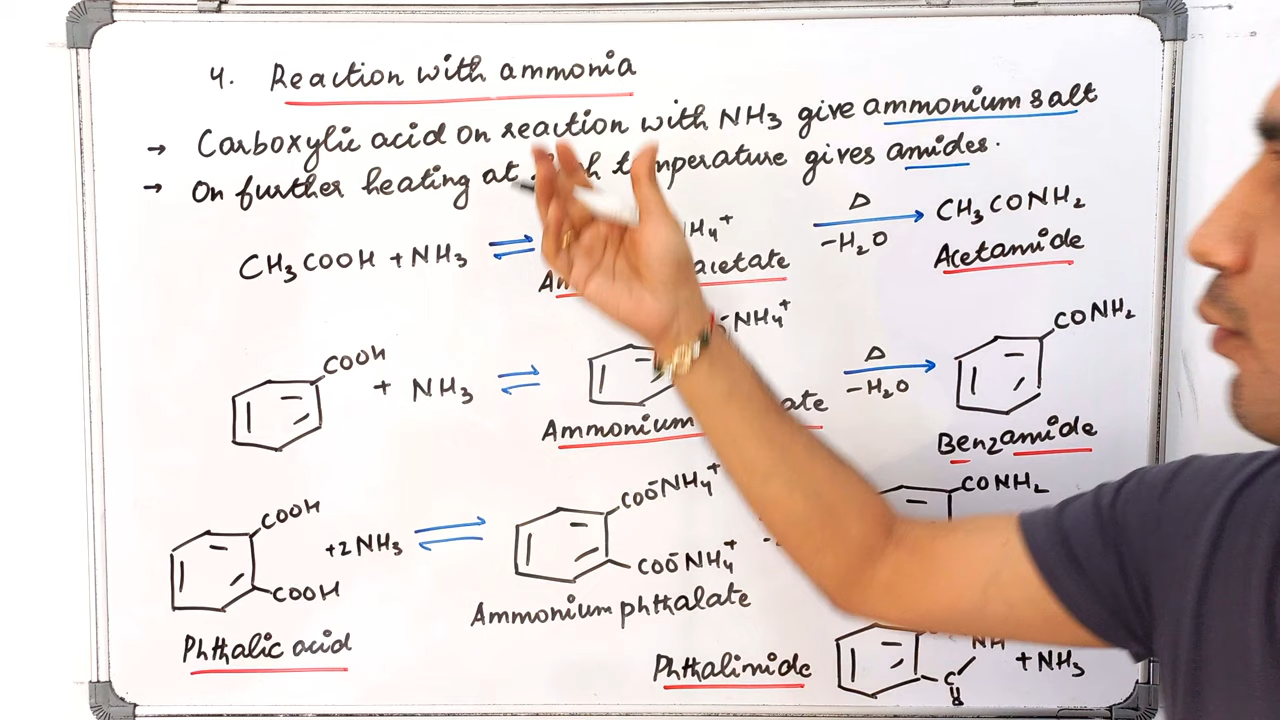 4. Reaction with ammonia
→ Carboxylic acid on reaction with NH3 give ammonium salt
→ On further heating at temperature gives amides.
CH3COOH + NH3 ⇌ H4+ Δ -H2O → CH3CONH2
acetate Acetamide
COOH + NH3 ⇌ -NH4+ Δ -H2O → CONH2
Ammonium Benzamide
COOH COOH +2NH3 ⇌ COO-NH4+ COO-NH4+ CONH2
Phthalic acid Ammonium phthalate
Phthalimide C NH +NH3